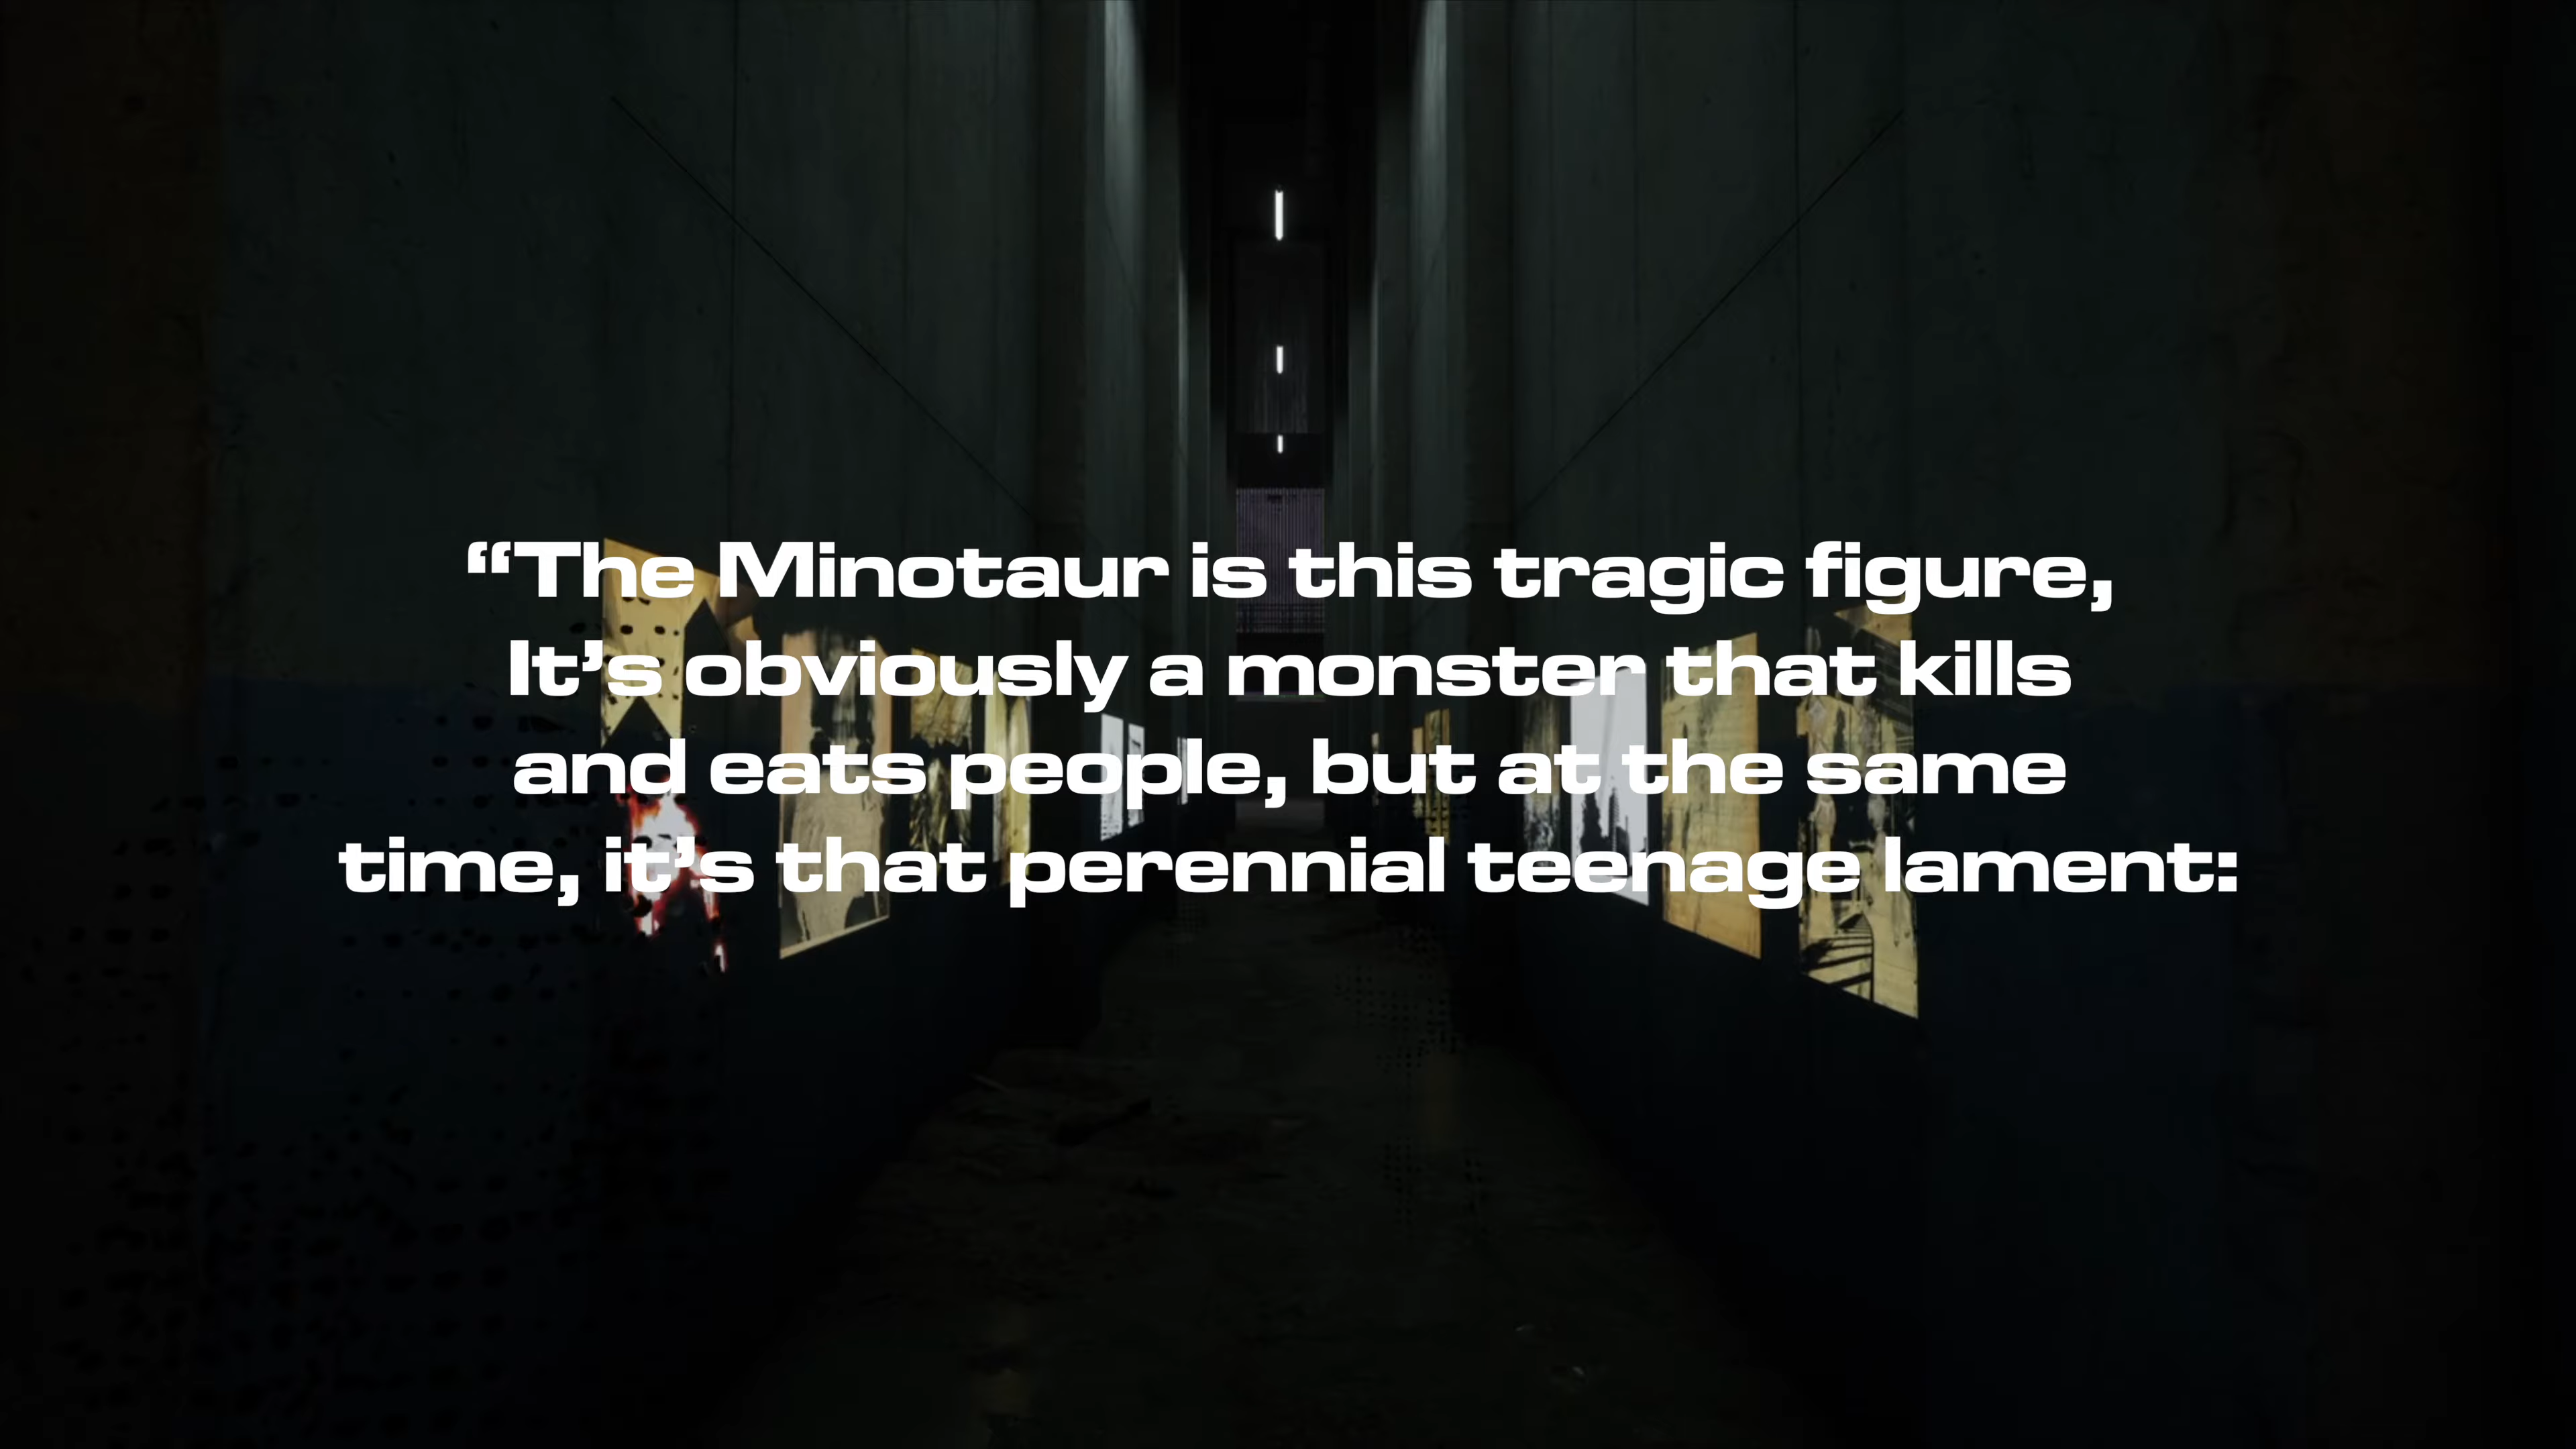 “The Minotaur is this tragic figure,
It’s obviously a monster that kills
and eats people, but at the same
time, it’s that perennial teenage lament: